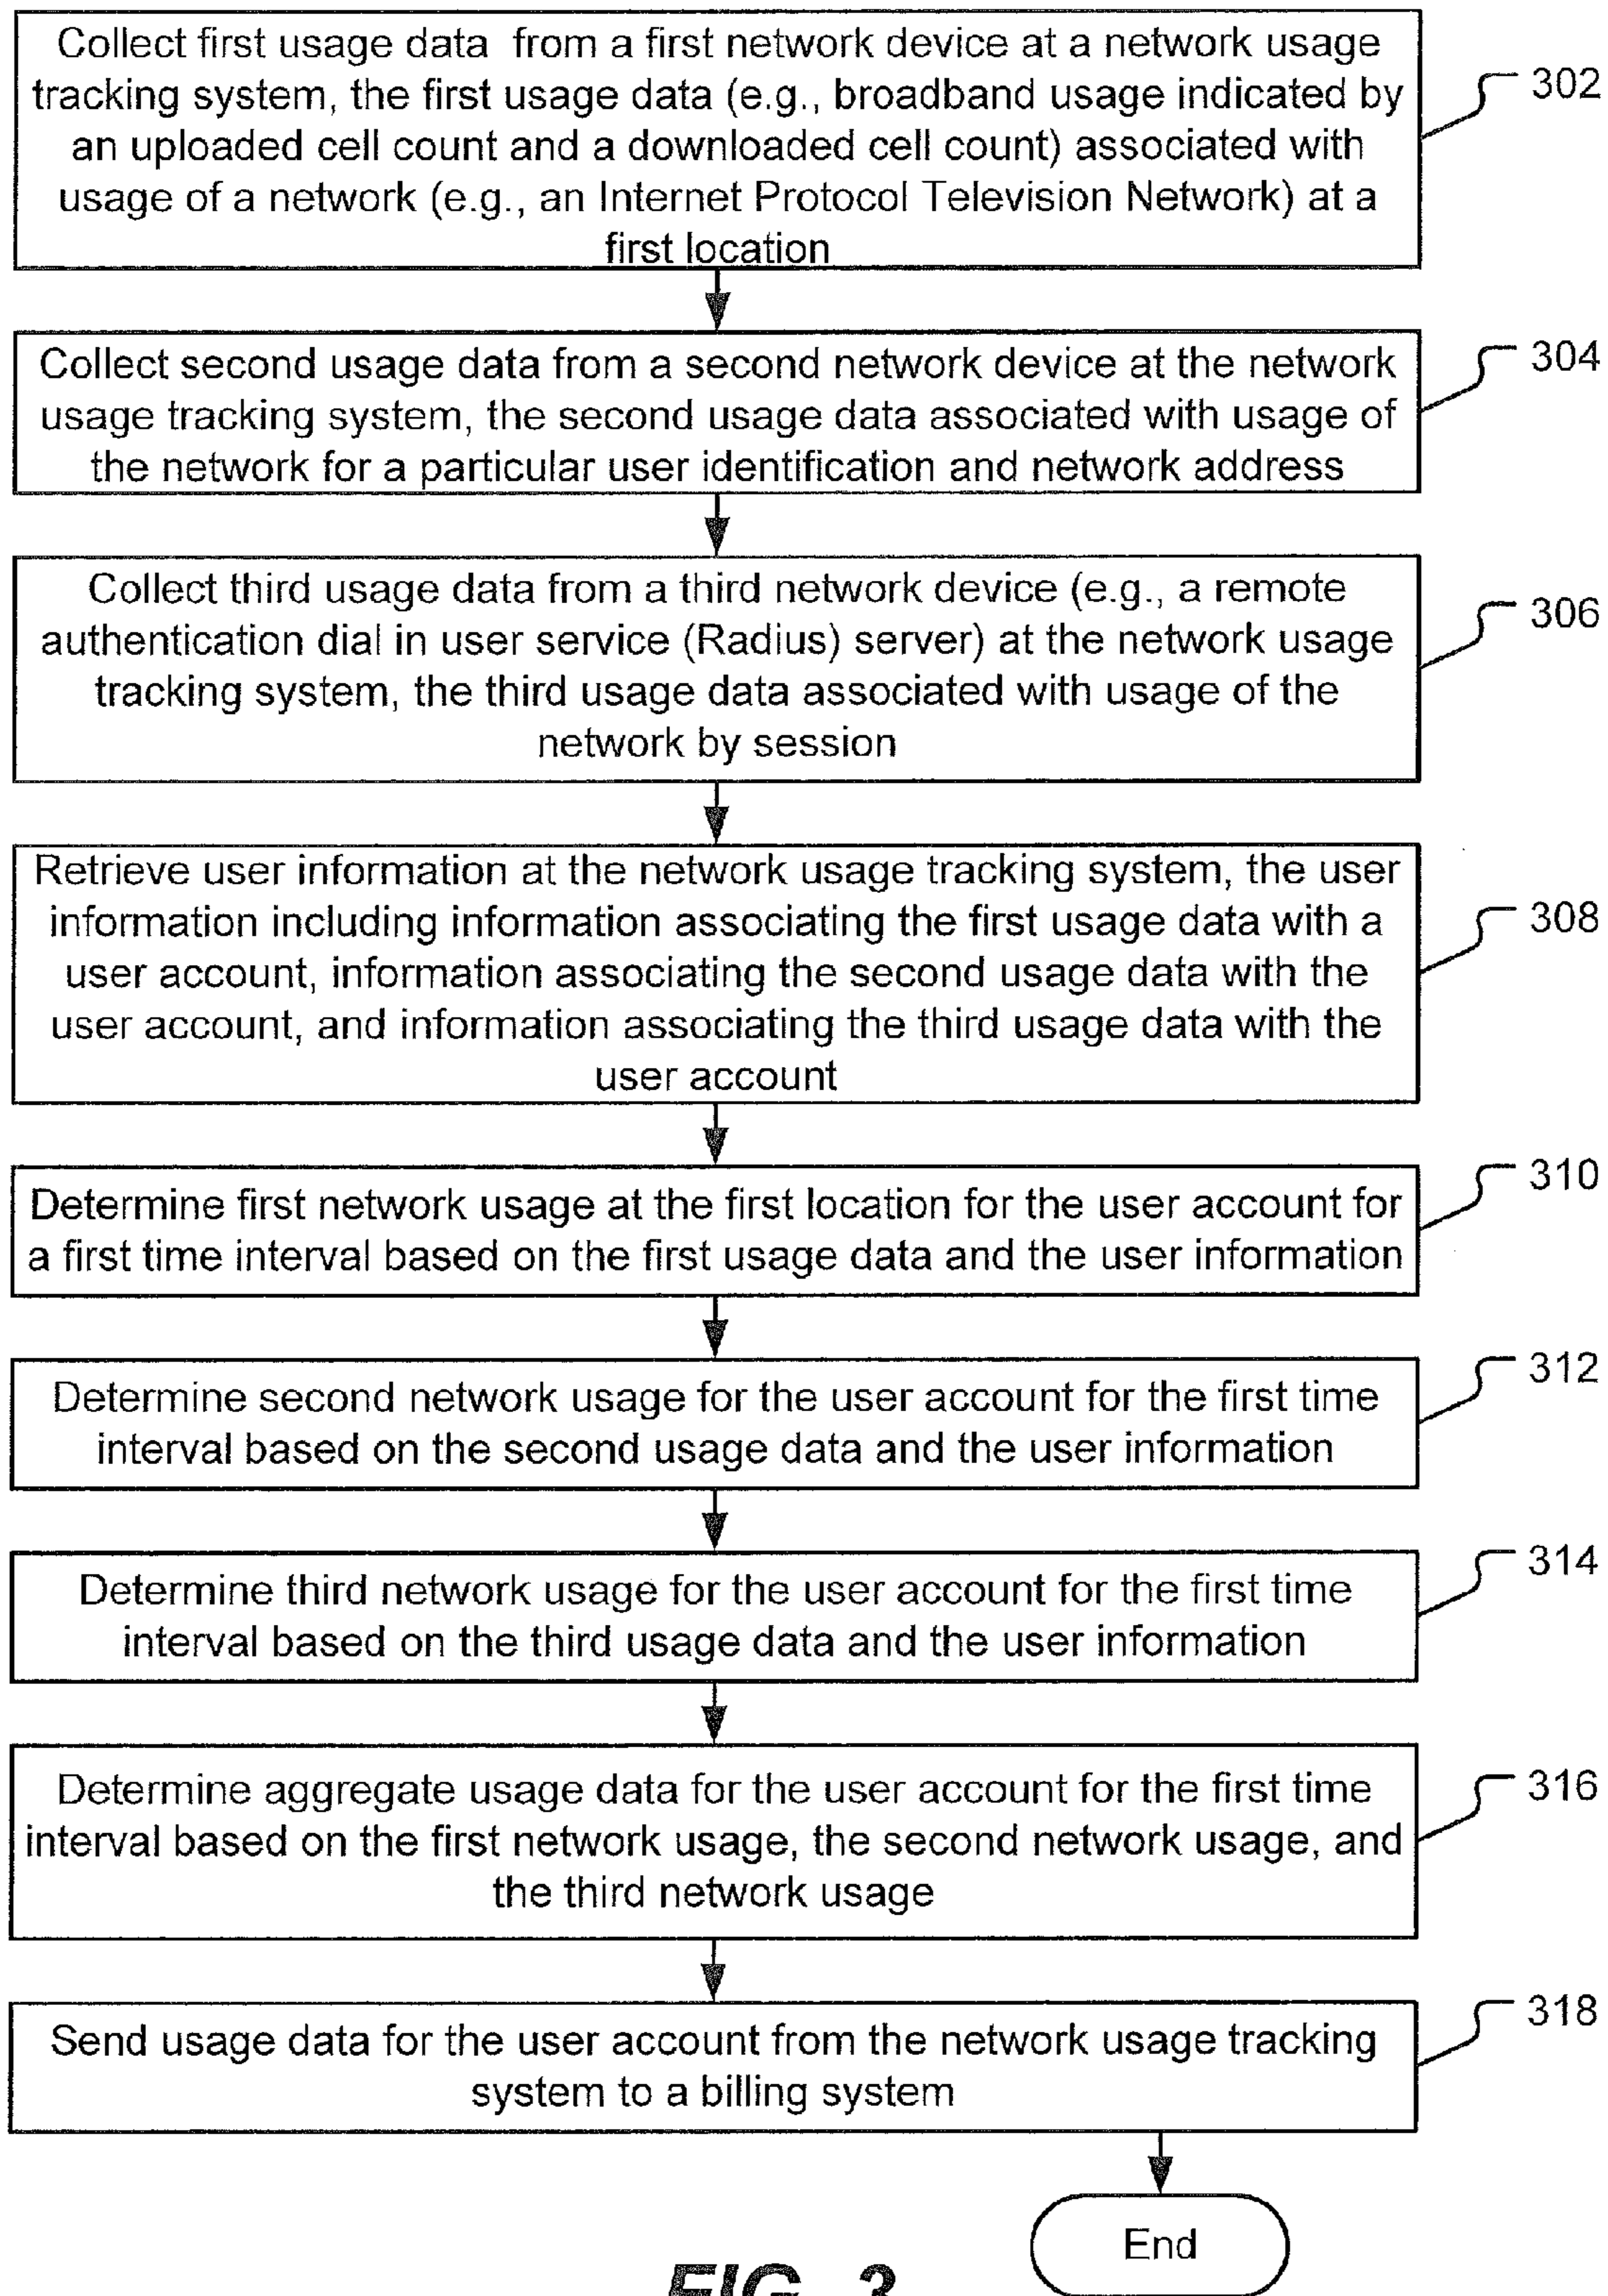 Collect first usage data from a first network device at a network usage
tracking system, the first usage data (e.g., broadband usage indicated by
an uploaded cell count and a downloaded cell count) associated with
usage of a network (e.g., an Internet Protocol Television Network) at a
first location
302
Collect second usage data from a second network device at the network
usage tracking system, the second usage data associated with usage of
the network for a particular user identification and network address
304
Collect third usage data from a third network device (e.g., a remote
authentication dial in user service (Radius) server) at the network usage
tracking system, the third usage data associated with usage of the
network by session
306
Retrieve user information at the network usage tracking system, the user
information including information associating the first usage data with a
user account, information associating the second usage data with the
user account, and information associating the third usage data with the
user account
308
Determine first network usage at the first location for the user account for
a first time interval based on the first usage data and the user information
310
Determine second network usage for the user account for the first time
interval based on the second usage data and the user information
312
Determine third network usage for the user account for the first time
interval based on the third usage data and the user information
314
Determine aggregate usage data for the user account for the first time
interval based on the first network usage, the second network usage, and
the third network usage
316
Send usage data for the user account from the network usage tracking
system to a billing system
318
End
FIG. 3